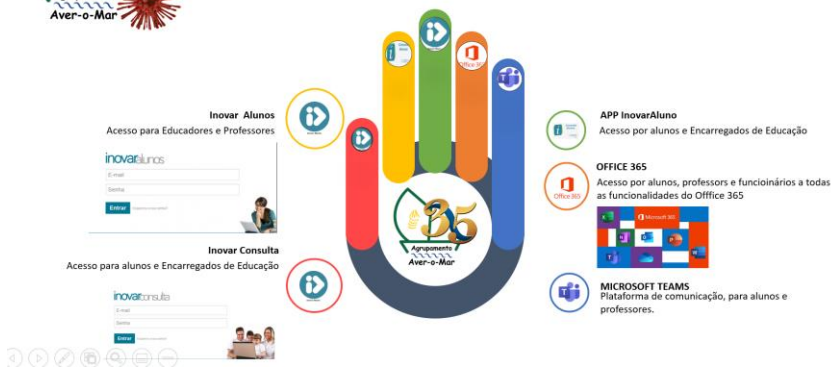 Aver-o-Mar
Office 365
Inovar Alunos
Acesso para Educadores e Professores
inovaralunos
E-mail
Senha
Entrar
Inovar Consulta
Acesso para alunos e Encarregados de Educação
inovarconsulta
E-mail
Senha
Entrar
35
Agrupamento
Aver-o-Mar
APP InovarAluno
Acesso por alunos e Encarregados de Educação
OFFICE 365
Acesso por alunos, professors e funcioinários a todas
as funcionalidades do Offfice 365
Office 365
Microsoft 365
MICROSOFT TEAMS
Plataforma de comunicação, para alunos e
professores.